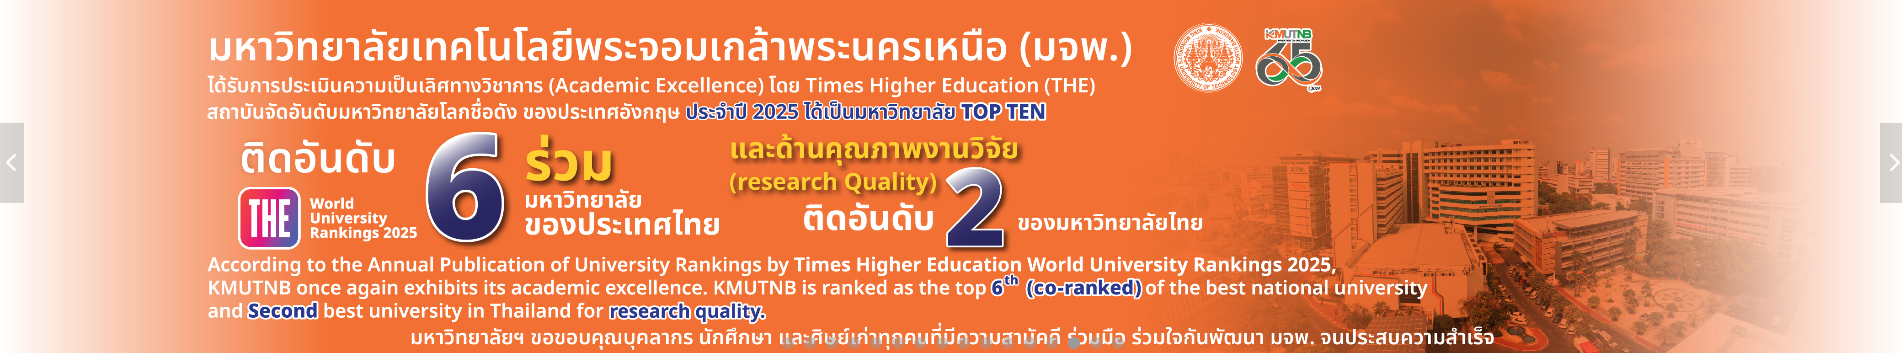 มหาวิทยาลัยเทคโนโลยีพระจอมเกล้าพระนครเหนือ (มจพ.)
KMUTNB
65
ได้รับการประเมินความเป็นเลิศทางวิชาการ (Academic Excellence) โดย Times Higher Education (THE)
สถาบันจัดอันดับมหาวิทยาลัยโลกชื่อดัง ของประเทศอังกฤษ ประจำปี 2025 ได้เป็นมหาวิทยาลัย TOP TEN
ติดอันดับ 6 ร่วม
มหาวิทยาลัย
ของประเทศไทย
THE World
University
Rankings 2025
และด้านคุณภาพงานวิจัย
(research Quality)
ติดอันดับ 2 ของมหาวิทยาลัยไทย
According to the Annual Publication of University Rankings by Times Higher Education World University Rankings 2025,
KMUTNB once again exhibits its academic excellence. KMUTNB is ranked as the top 6th (co-ranked) of the best national university
and Second best university in Thailand for research quality.
มหาวิทยาลัยฯ ขอขอบคุณบุคลากร นักศึกษา และศิษย์เก่าทุกคนที่มีความสามัคคี ร่วมมือ ร่วมใจกันพัฒนา มจพ. จนประสบความสำเร็จ